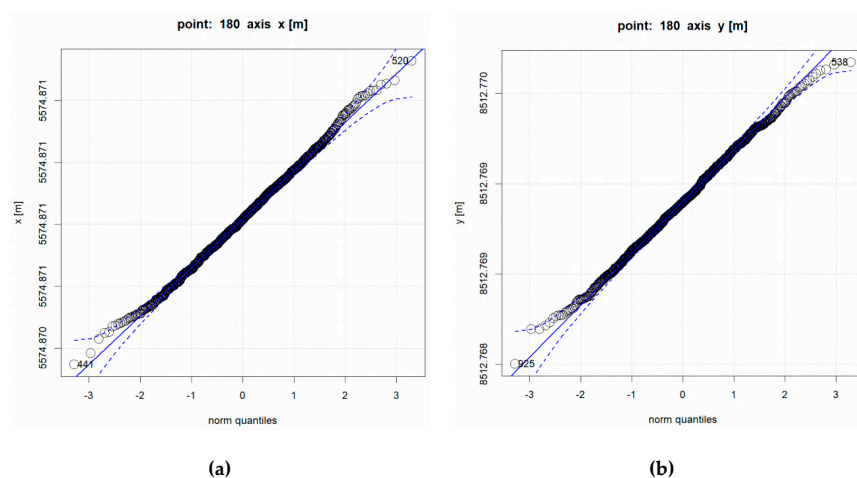 point: 180 axis x [m]
520
5574.871
5574.871
5574.871
5574.871
5574.870
x [m]
441
-3 -2 -1 0 1 2 3
norm quantiles
(a)
point: 180 axis y [m]
538
8512.770
8512.769
8512.769
8512.768
y [m]
925
-3 -2 -1 0 1 2 3
norm quantiles
(b)